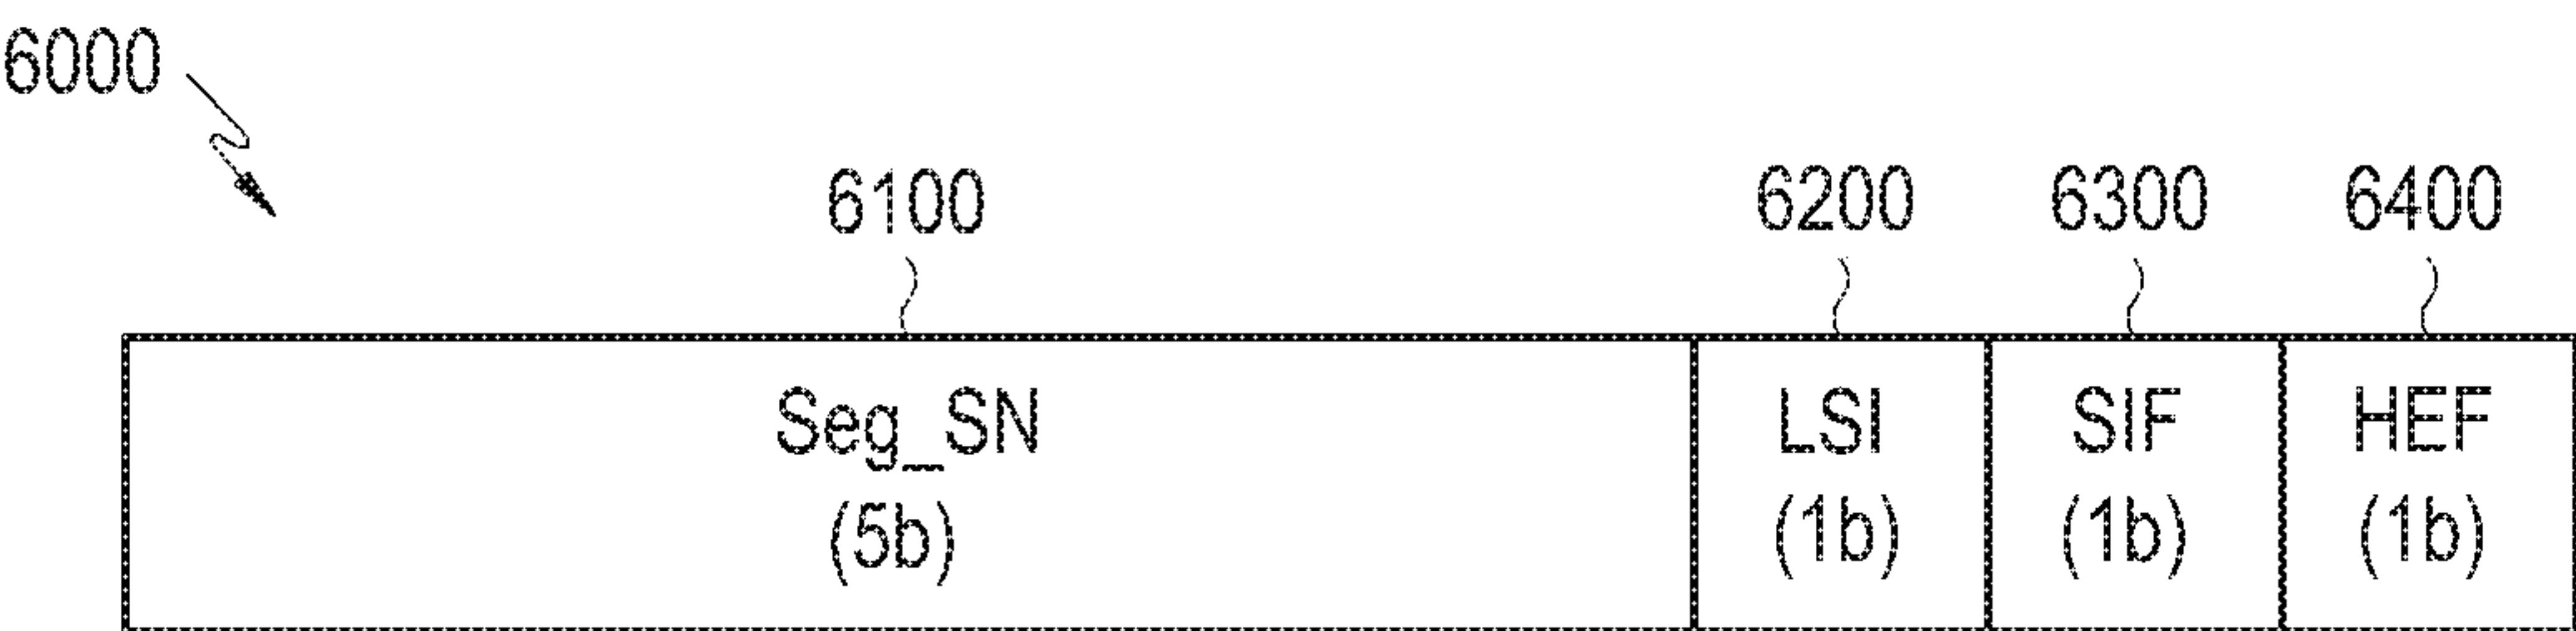 6000
6100 6200 6300 6400
Seg_SN LSI SIF HEF
(5b) (1b) (1b) (1b)